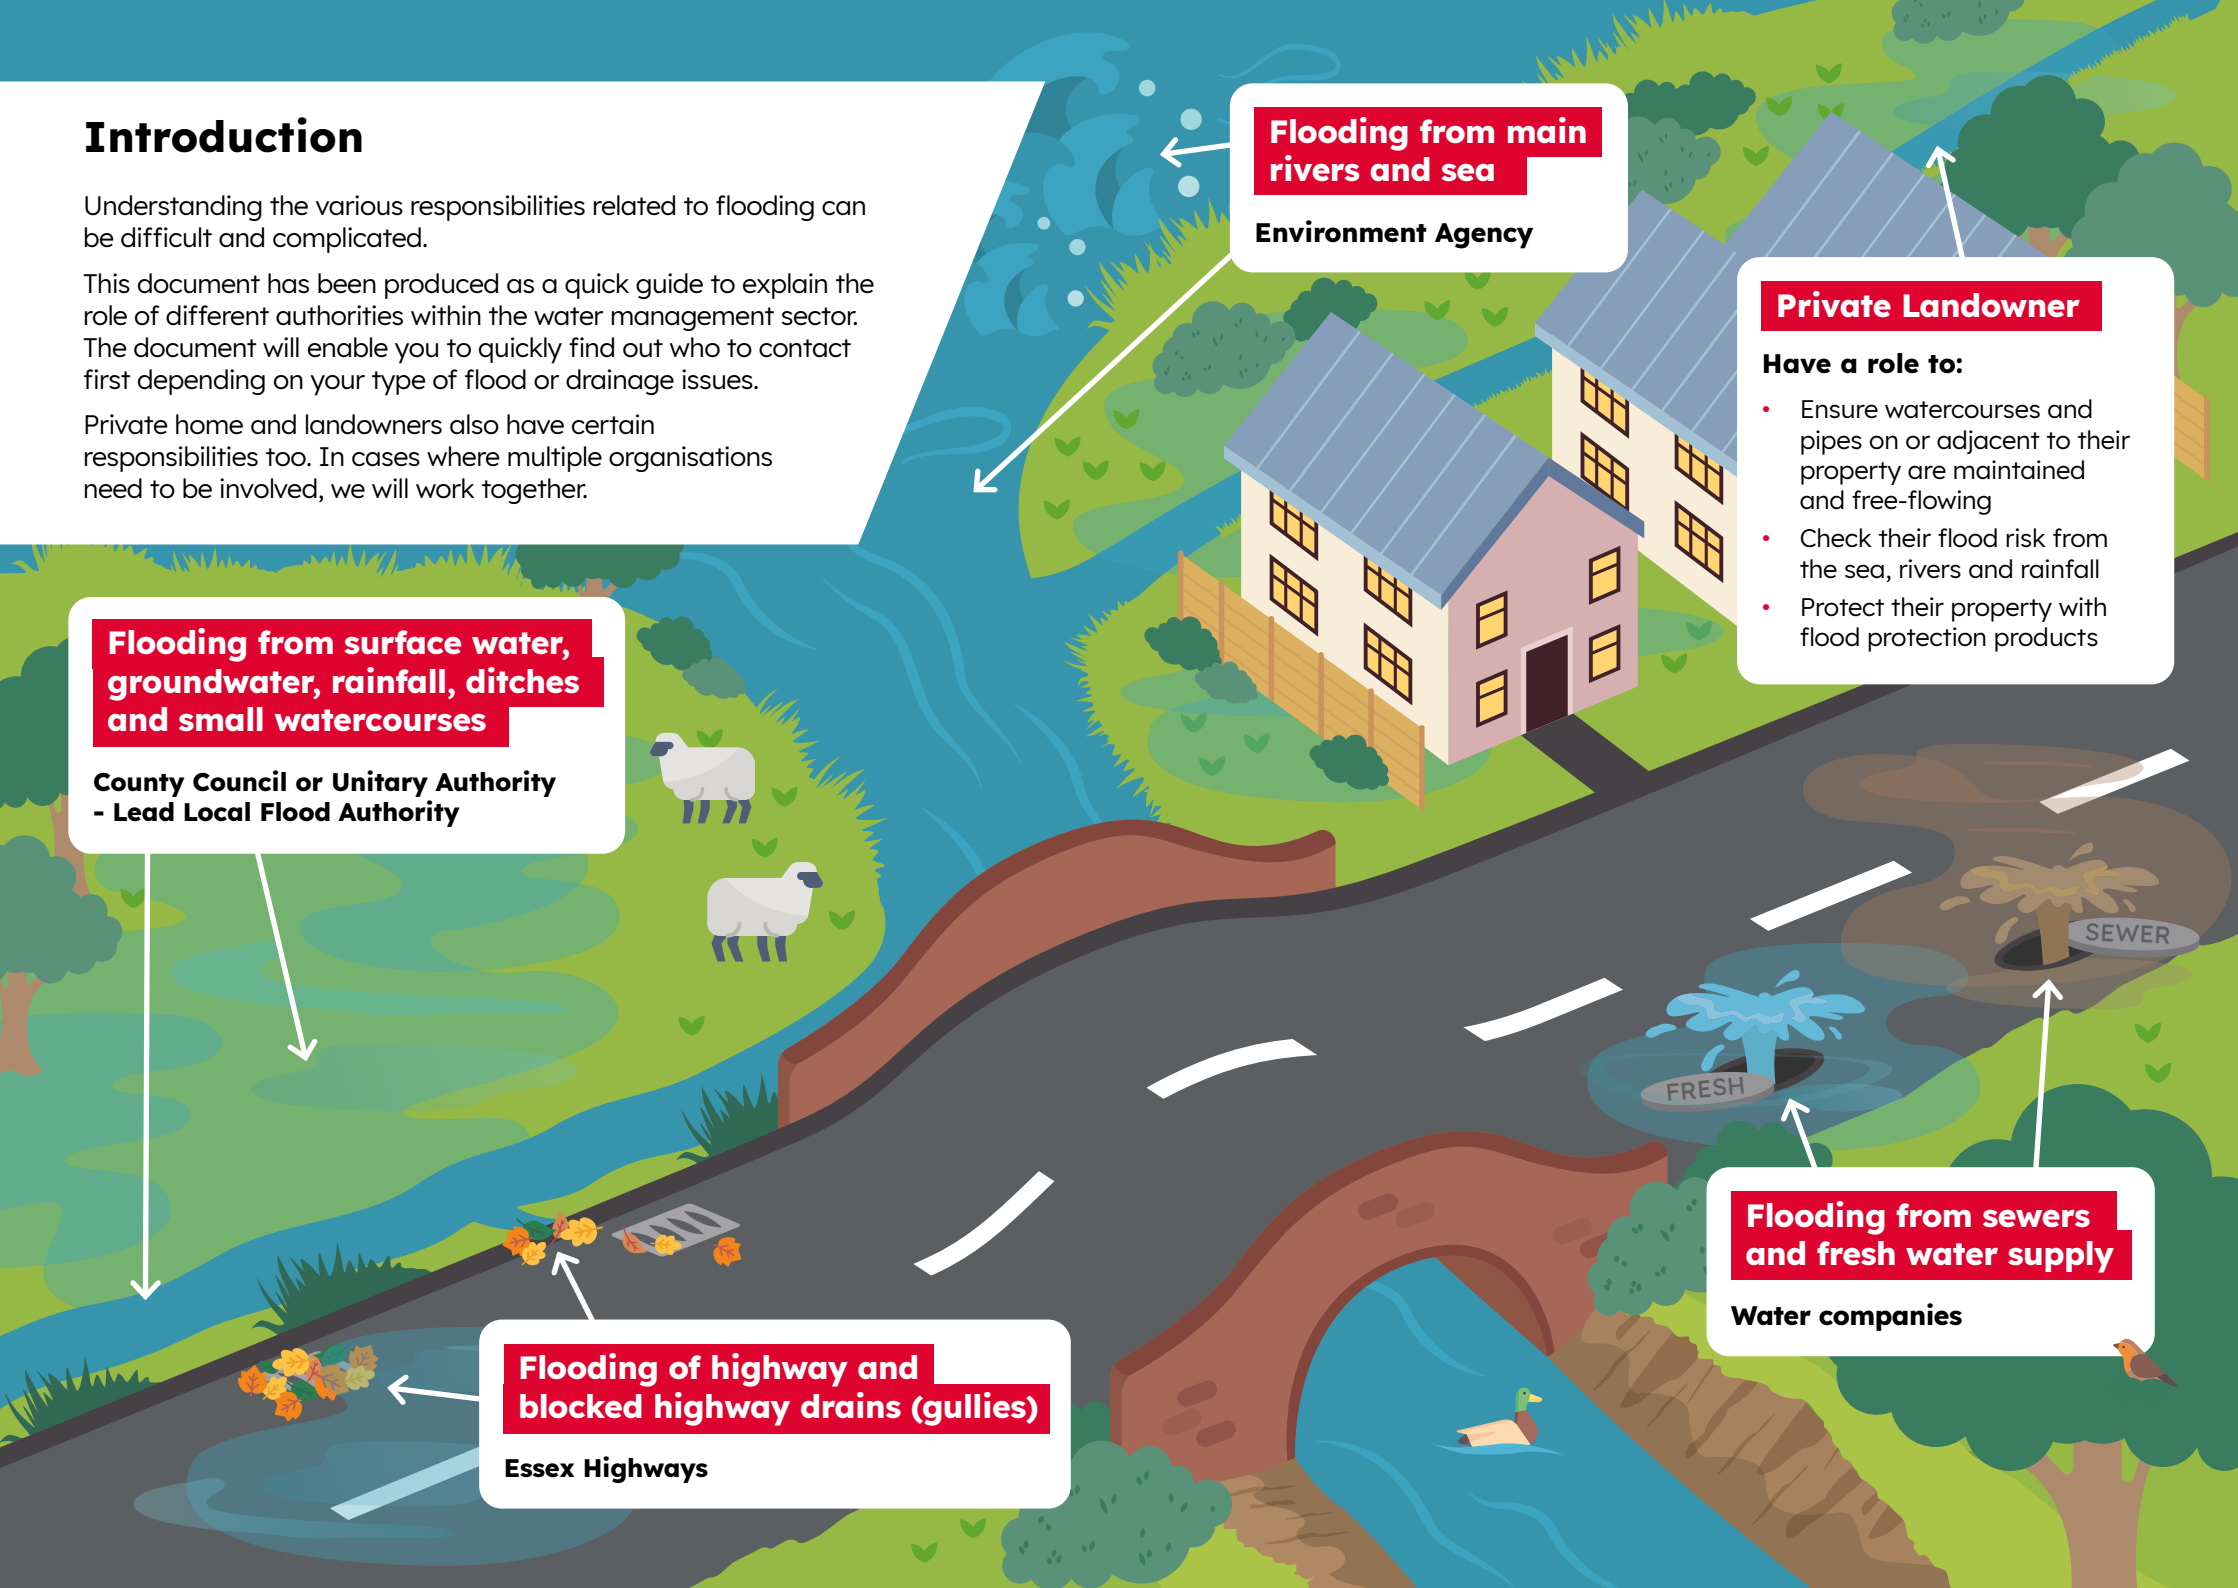 Introduction
Understanding the various responsibilities related to flooding can
be difficult and complicated.
This document has been produced as a quick guide to explain the
role of different authorities within the water management sector.
The document will enable you to quickly find out who to contact
first depending on your type of flood or drainage issues.
Private home and landowners also have certain
responsibilities too. In cases where multiple organisations
need to be involved, we will work together.
Flooding from main
rivers and sea
Environment Agency
Private Landowner
Have a role to:
• Ensure watercourses and
pipes on or adjacent to their
property are maintained
and free-flowing
• Check their flood risk from
the sea, rivers and rainfall
• Protect their property with
flood protection products
Flooding from surface water,
groundwater, rainfall, ditches
and small watercourses
County Council or Unitary Authority
- Lead Local Flood Authority
SEWER
FRESH
Flooding from sewers
and fresh water supply
Water companies
Flooding of highway and
blocked highway drains (gullies)
Essex Highways